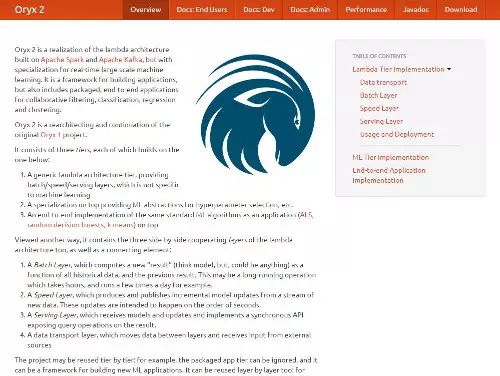 Oryx 2
Overview
Docs: End Users
Docs: Dev
Docs: Admin
Performance
Javadoc
Download
Oryx 2 is a realization of the lambda architecture
built on Apache Spark and Apache Kafka, but with
specialization for real-time large scale machine
learning. It is a framework for building applications,
but also includes packaged, end-to-end applications
for collaborative filtering, classification, regression
and clustering.
Oryx 2 is a rearchitecting and continuation of the
original Oryx 1 project.
It consists of three tiers, each of which builds on the
one below:
1. A generic lambda architecture tier, providing
batch/speed/serving layers, which is not specific
to machine learning
2. A specialization on top providing ML abstractions for hyperparameter selection, etc.
3. An end-to-end implementation of the same standard ML algorithms as an application (ALS,
random decision forests, k-means) on top
Viewed another way, it contains the three side-by-side cooperating layers of the lambda
architecture too, as well as a connecting element:
1. A Batch Layer, which computes a new "result" (think model, but, could be anything) as a
function of all historical data, and the previous result. This may be a long-running operation
which takes hours, and runs a few times a day for example.
2. A Speed Layer, which produces and publishes incremental model updates from a stream of
new data. These updates are intended to happen on the order of seconds.
3. A Serving Layer, which receives models and updates and implements a synchronous API
exposing query operations on the result.
4. A data transport layer, which moves data between layers and receives input from external
sources
The project may be reused tier by tier: for example, the packaged app tier can be ignored, and it
can be a framework for building new ML applications. It can be reused layer by layer too: for
TABLE OF CONTENTS
Lambda Tier Implementation
Data transport
Batch Layer
Speed Layer
Serving Layer
Usage and Deployment
ML Tier Implementation
End-to-end Application
Implementation